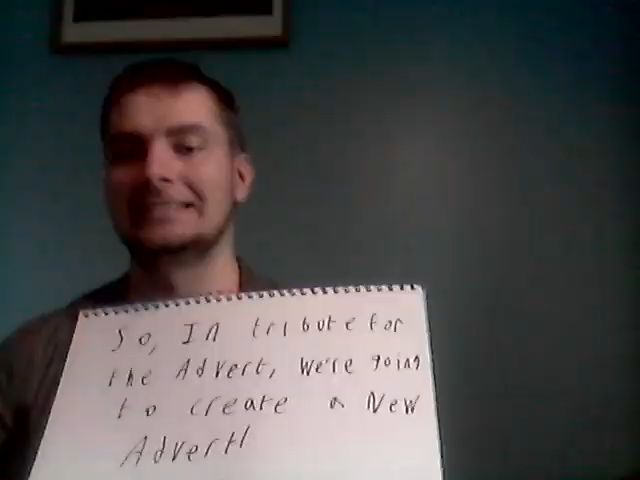 So, In tribute for
the Advert, we're going
to create a New
Advert!